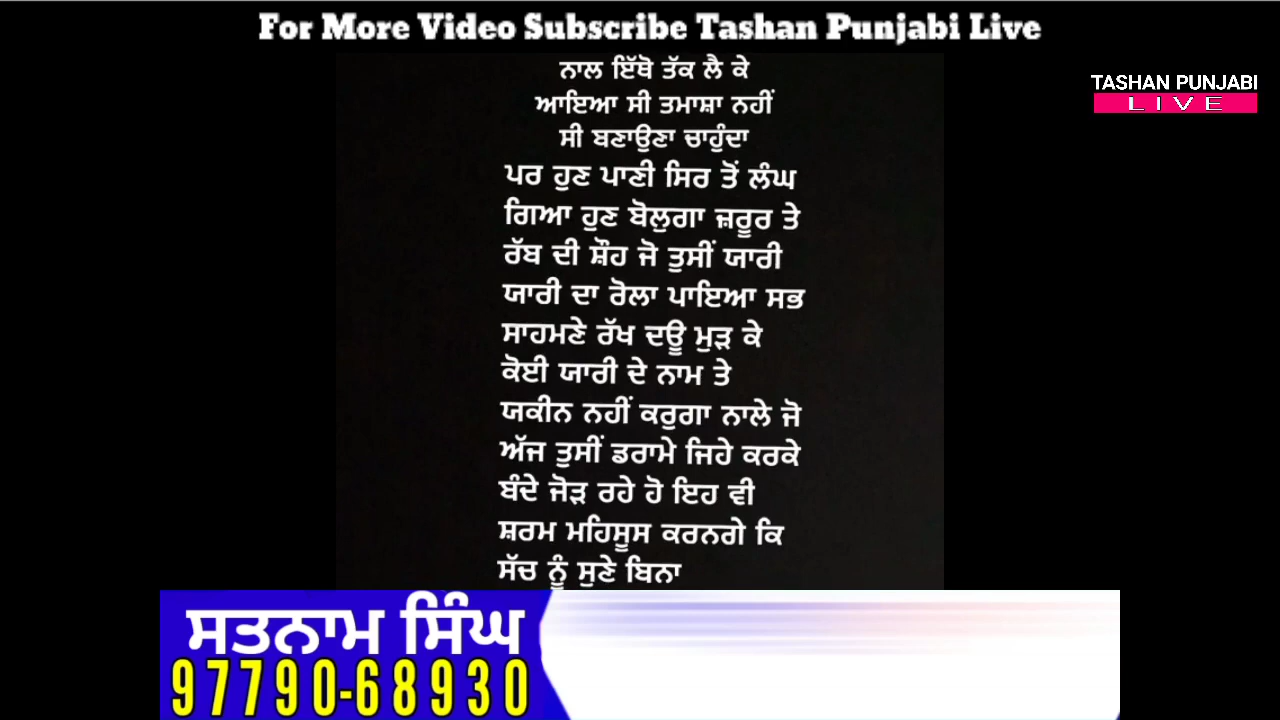 For More Video Subscribe Tashan Punjabi Live
TASHAN PUNJABI
LIVE
ਨਾਲ ਇੱਥੋ ਤੱਕ ਲੈ ਕੇ
ਆਇਆ ਸੀ ਤਮਾਸ਼ਾ ਨਹੀਂ
ਸੀ ਬਣਾਉਣਾ ਚਾਹੁੰਦਾ
ਪਰ ਹੁਣ ਪਾਣੀ ਸਿਰ ਤੋਂ ਲੰਘ
ਗਿਆ ਹੁਣ ਬੋਲੁਗਾ ਜ਼ਰੂਰ ਤੇ
ਰੱਬ ਦੀ ਸ਼ੌਹ ਜੋ ਤੁਸੀਂ ਯਾਰੀ
ਯਾਰੀ ਦਾ ਰੋਲਾ ਪਾਇਆ ਸਭ
ਸਾਹਮਣੇ ਰੱਖ ਦਊ ਮੁੜ ਕੇ
ਕੋਈ ਯਾਰੀ ਦੇ ਨਾਮ ਤੇ
ਯਕੀਨ ਨਹੀਂ ਕਰੁਗਾ ਨਾਲੇ ਜੋ
ਅੱਜ ਤੁਸੀਂ ਡਰਾਮੇ ਜਿਹੇ ਕਰਕੇ
ਬੰਦੇ ਜੋੜ ਰਹੇ ਹੋ ਇਹ ਵੀ
ਸ਼ਰਮ ਮਹਿਸੂਸ ਕਰਨਗੇ ਕਿ
ਸੱਚ ਨੂੰ ਸੁਣੇ ਬਿਨਾ
ਸਤਨਾਮ ਸਿੰਘ
97790-68930